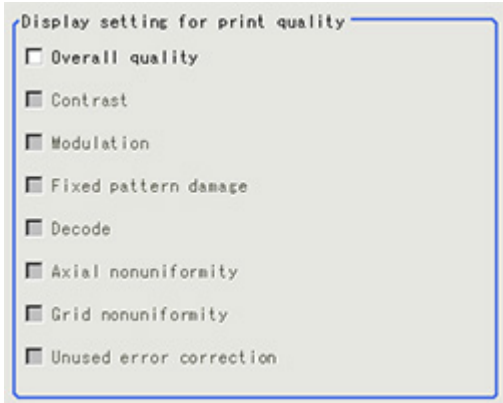 Display setting for print quality
Overall quality
Contrast
Modulation
Fixed pattern damage
Decode
Axial nonuniformity
Grid nonuniformity
Unused error correction